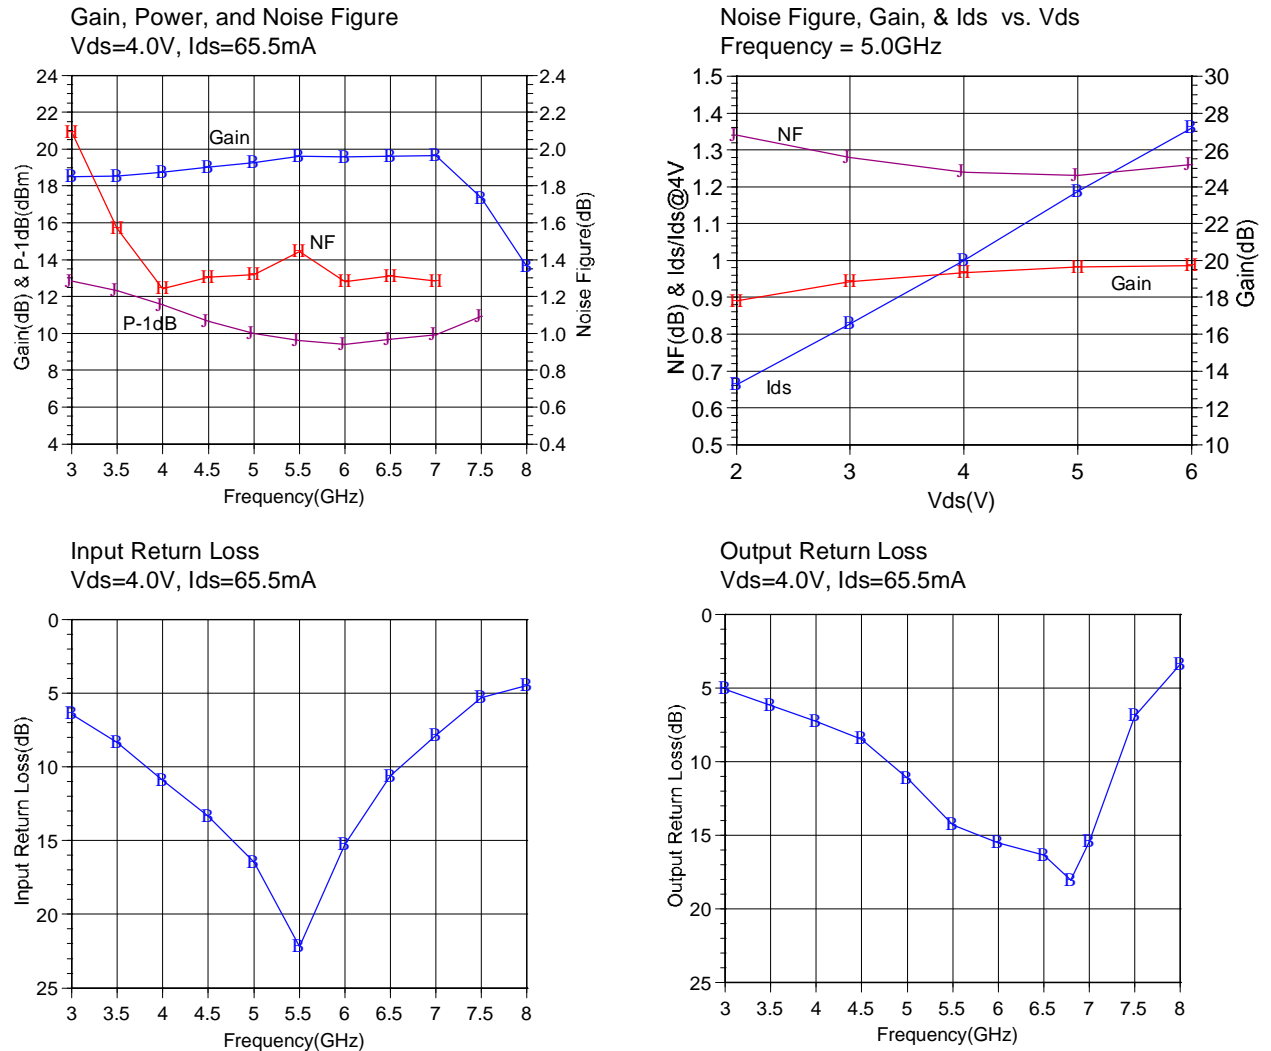 Gain, Power, and Noise Figure
Vds=4.0V, Ids=65.5mA
24
22
20
18
16
14
12
10
8
6
4
Gain(dB) & P-1dB(dBm)
2.4
2.2
2.0
1.8
1.6
1.4
1.2
1.0
0.8
0.6
0.4
Noise Figure(dB)
Gain
NF
P-1dB
3 3.5 4 4.5 5 5.5 6 6.5 7 7.5 8
Frequency(GHz)
Noise Figure, Gain, & Ids vs. Vds
Frequency = 5.0GHz
1.5
1.4
1.3
1.2
1.1
1
0.9
0.8
0.7
0.6
0.5
NF(dB) & Ids/Ids@4V
30
28
26
24
22
20
18
16
14
12
10
Gain(dB)
NF
Gain
Ids
2 3 4 5 6
Vds(V)
Input Return Loss
Vds=4.0V, Ids=65.5mA
0
5
10
15
20
25
Input Return Loss(dB)
3 3.5 4 4.5 5 5.5 6 6.5 7 7.5 8
Frequency(GHz)
Output Return Loss
Vds=4.0V, Ids=65.5mA
0
5
10
15
20
25
Output Return Loss(dB)
3 3.5 4 4.5 5 5.5 6 6.5 7 7.5 8
Frequency(GHz)